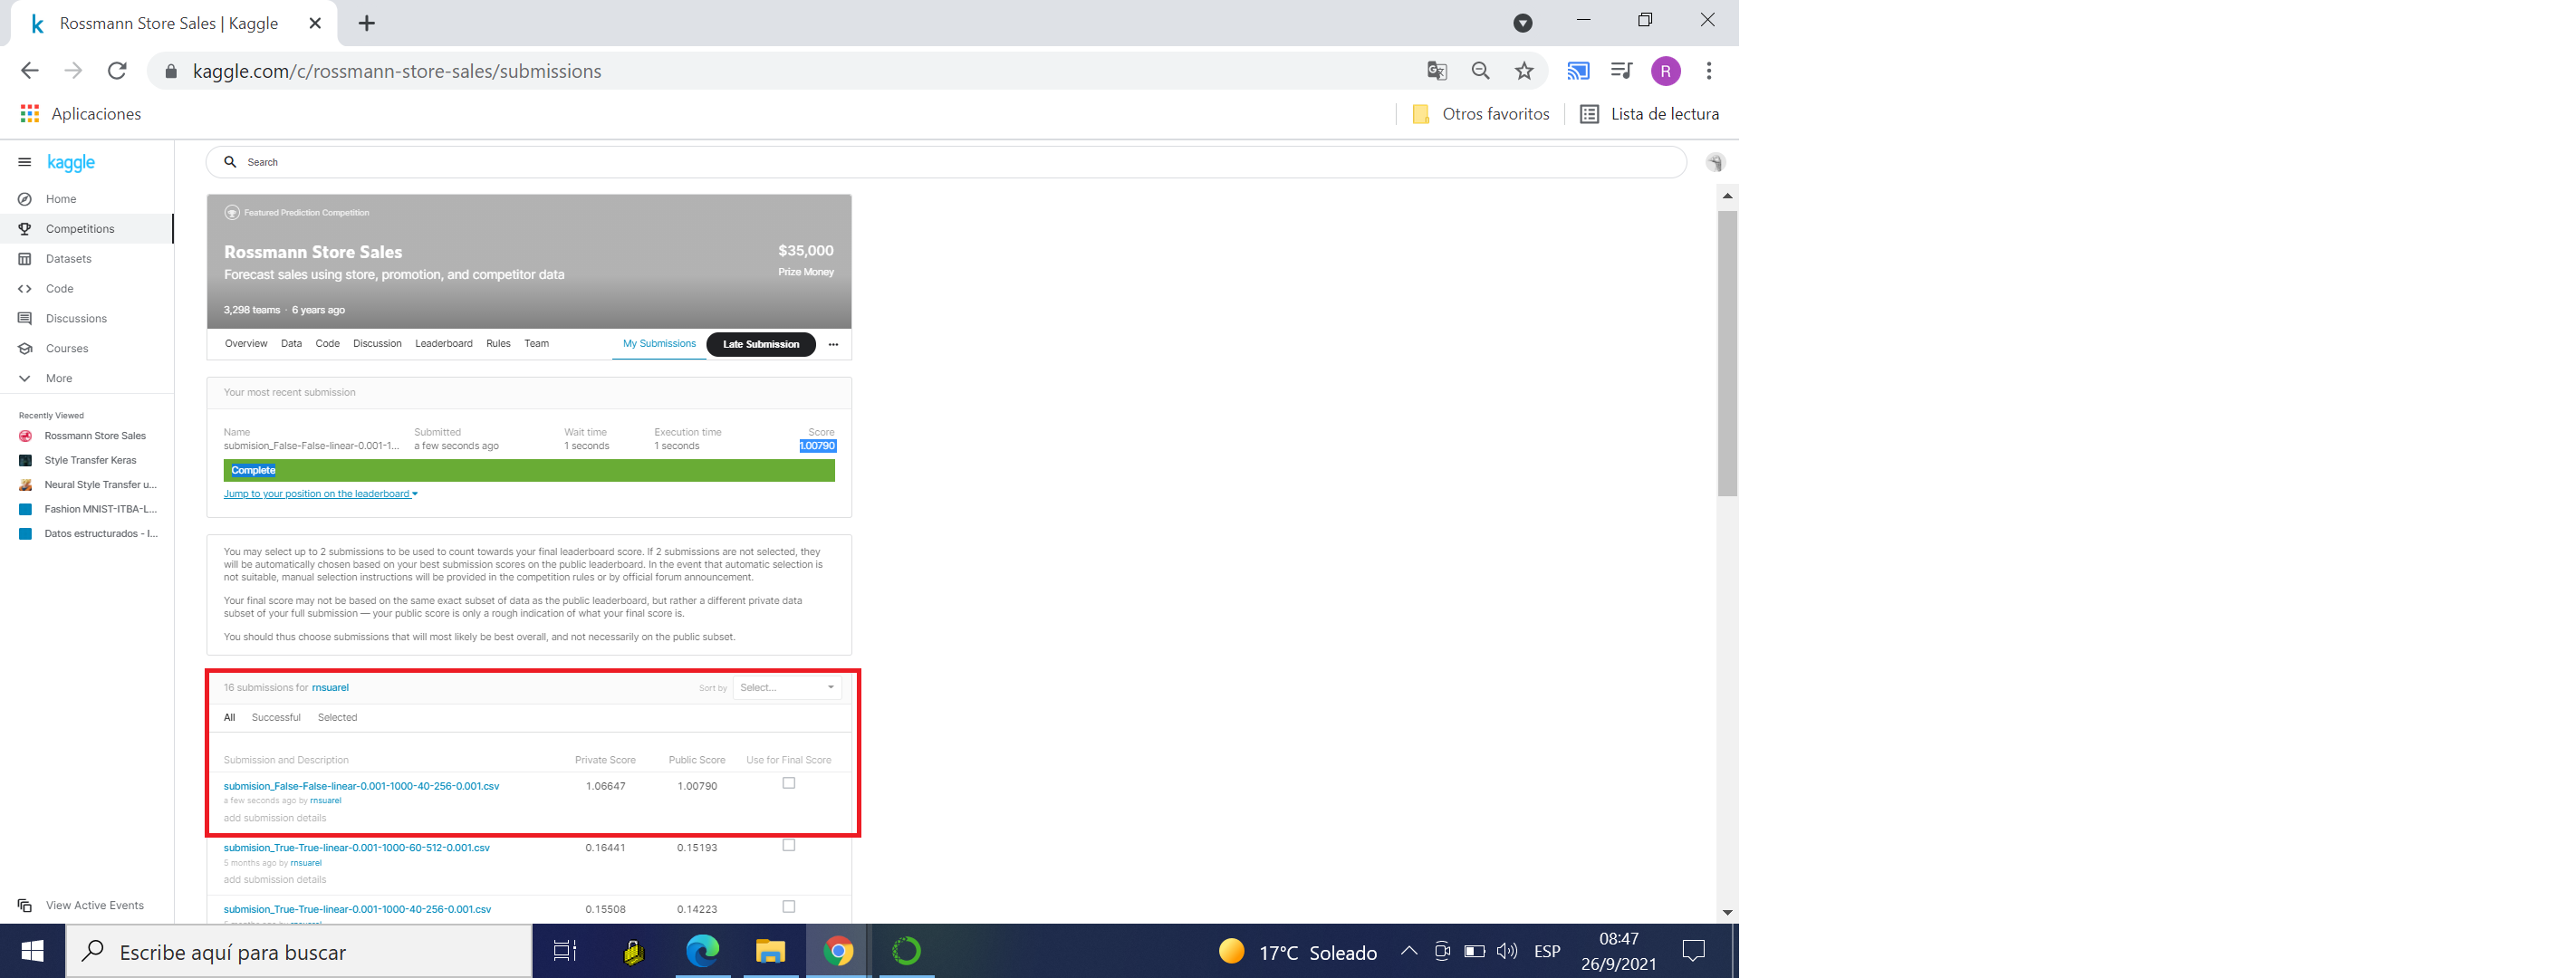 Rossmann Store Sales | Kaggle
kaggle.com/c/rossmann-store-sales/submissions
R
Aplicaciones
Otros favoritos
Lista de lectura
kaggle
Search
Home
Competitions
Datasets
Code
Discussions
Courses
More
Recently Viewed
Rossmann Store Sales
Style Transfer Keras
Neural Style Transfer u...
Fashion MNIST-ITBA-L...
Datos estructurados - I...
View Active Events
Featured Prediction Competition
Rossmann Store Sales
$35,000
Forecast sales using store, promotion, and competitor data
Prize Money
3,298 teams · 6 years ago
Overview Data Code Discussion Leaderboard Rules Team My Submissions Late Submission
Your most recent submission
Name Submitted Wait time Execution time Score
submision_False-False-linear-0.001-1... a few seconds ago 1 seconds 1 seconds 1.00790
Complete
Jump to your position on the leaderboard
You may select up to 2 submissions to be used to count towards your final leaderboard score. If 2 submissions are not selected, they
will be automatically chosen based on your best submission scores on the public leaderboard. In the event that automatic selection is
not suitable, manual selection instructions will be provided in the competition rules or by official forum announcement.
Your final score may not be based on the same exact subset of data as the public leaderboard, but rather a different private data
subset of your full submission — your public score is only a rough indication of what your final score is.
You should thus choose submissions that will most likely be best overall, and not necessarily on the public subset.
16 submissions for rnsuarel Sort by Select...
All Successful Selected
Submission and Description Private Score Public Score Use for Final Score
submision_False-False-linear-0.001-1000-40-256-0.001.csv 1.06647 1.00790
a few seconds ago by rnsuarel
add submission details
submision_True-True-linear-0.001-1000-60-512-0.001.csv 0.16441 0.15193
5 months ago by rnsuarel
add submission details
submision_True-True-linear-0.001-1000-40-256-0.001.csv 0.15508 0.14223
Escribe aquí para buscar
17°C Soleado
ESP
08:47
26/9/2021